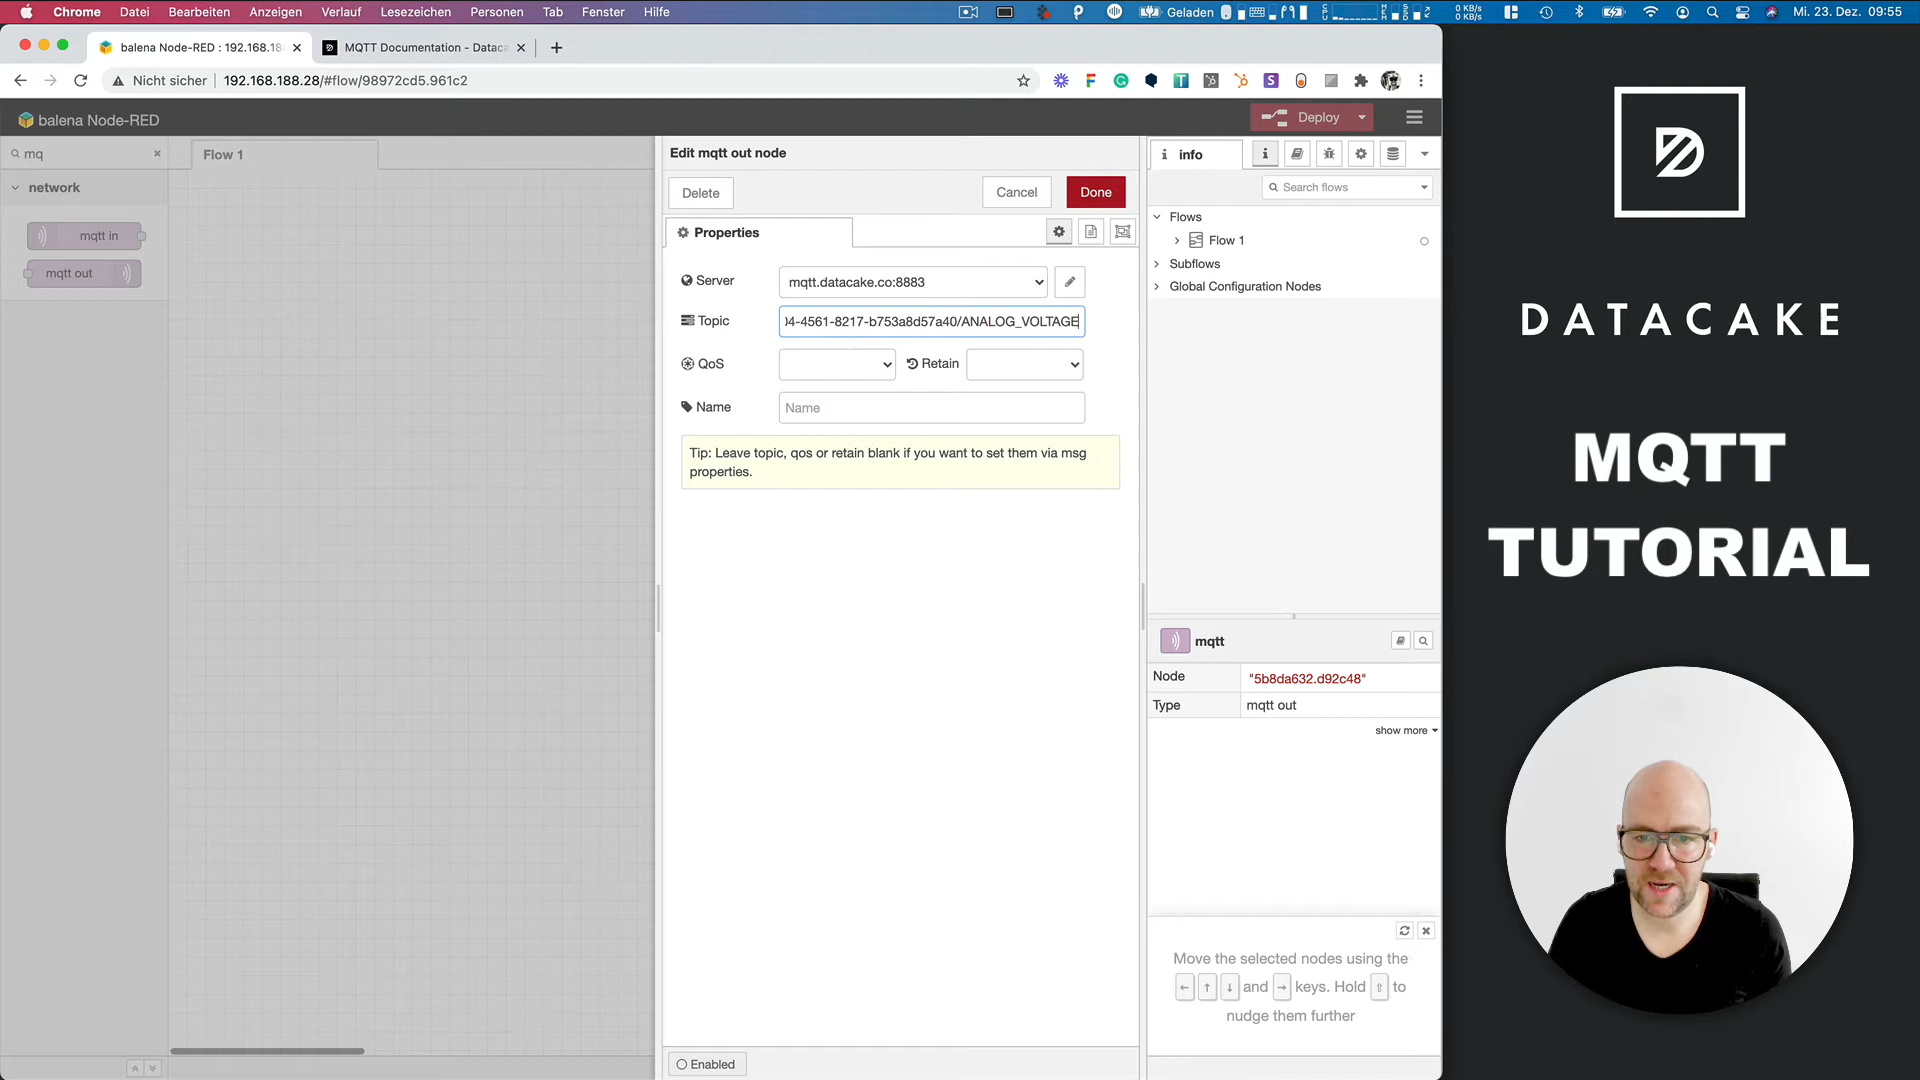 Chrome Datei Bearbeiten Anzeigen Verlauf Lesezeichen Personen Tab Fenster Hilfe
Geladen
0 KB/s
0 KB/s
Mi. 23. Dez. 09:55
balena Node-RED : 192.168.18
MQTT Documentation - Datac
Nicht sicher
192.168.188.28/#flow/98972cd5.961c2
balena Node-RED
Deploy
mq
Flow 1
network
mqtt in
mqtt out
Edit mqtt out node
Delete
Cancel
Done
Properties
Server
mqtt.datacake.co:8883
Topic
4-4561-8217-b753a8d57a40/ANALOG_VOLTAGE
QoS
Retain
Name
Name
Tip: Leave topic, qos or retain blank if you want to set them via msg
properties.
Enabled
i info
i
Search flows
Flows
Flow 1
Subflows
Global Configuration Nodes
mqtt
Node
"5b8da632.d92c48"
Type
mqtt out
show more
Move the selected nodes using the
← ↑ ↓ and → keys. Hold ⇧ to
nudge them further
DATACAKE
MQTT
TUTORIAL